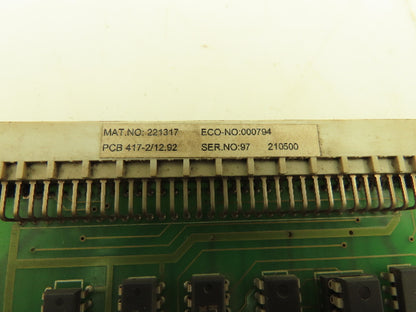 MAT.NO: 221317 ECO-NO:000794
PCB 417-2/12.92 SER.NO:97 210500